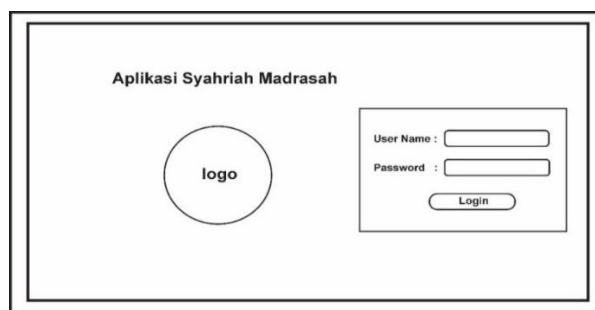 Aplikasi Syahriah Madrasah
logo
User Name :
Password :
Login